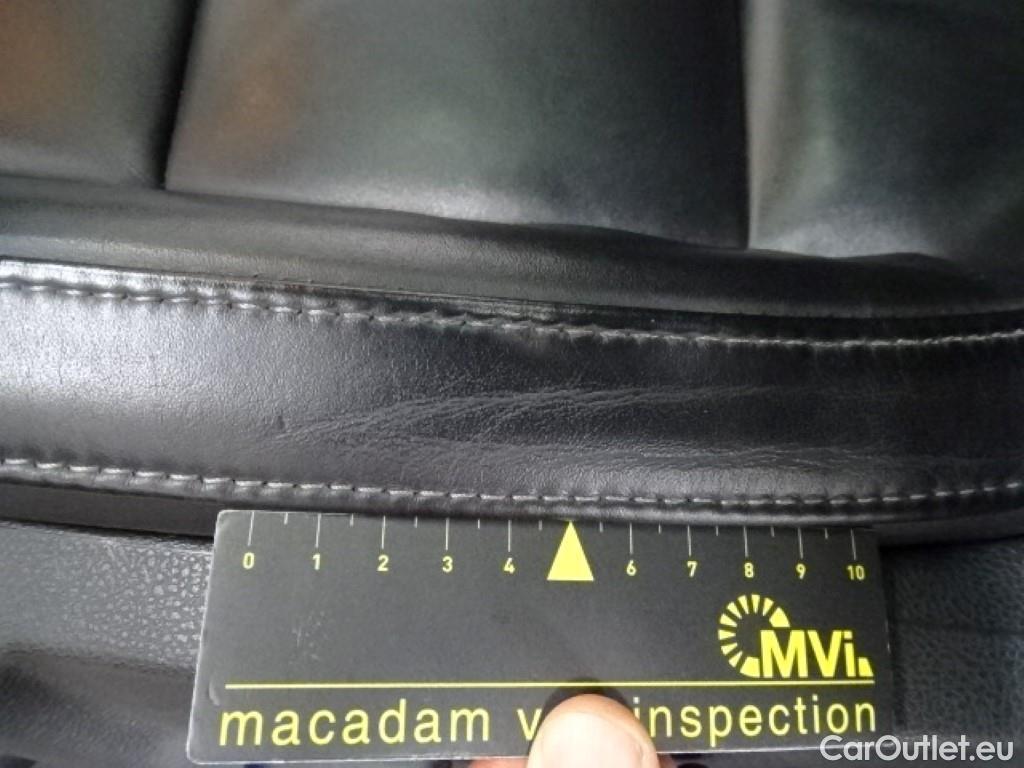 0 1 2 3 4 6 7 8 9 10
MVi.
macadam v inspection
CarOutlet.eu